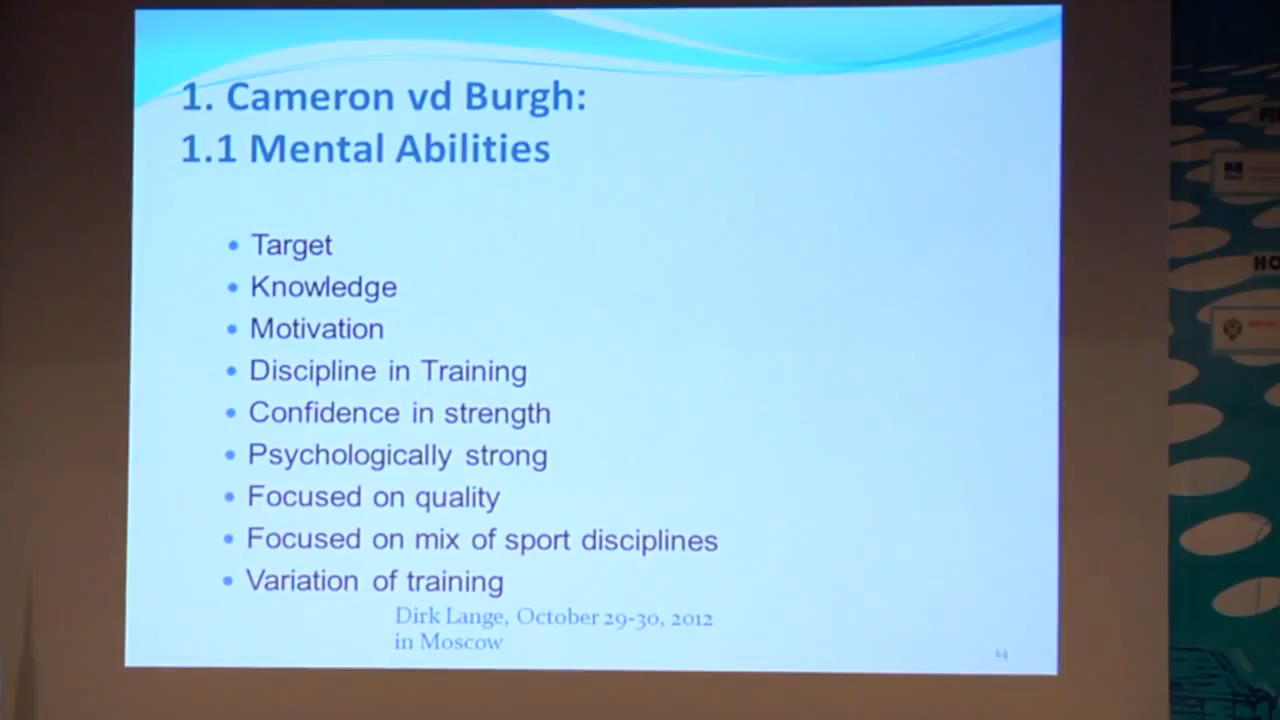 1. Cameron vd Burgh:
1.1 Mental Abilities
• Target
• Knowledge
• Motivation
• Discipline in Training
• Confidence in strength
• Psychologically strong
• Focused on quality
• Focused on mix of sport disciplines
• Variation of training
Dirk Lange, October 29-30, 2012
in Moscow
14